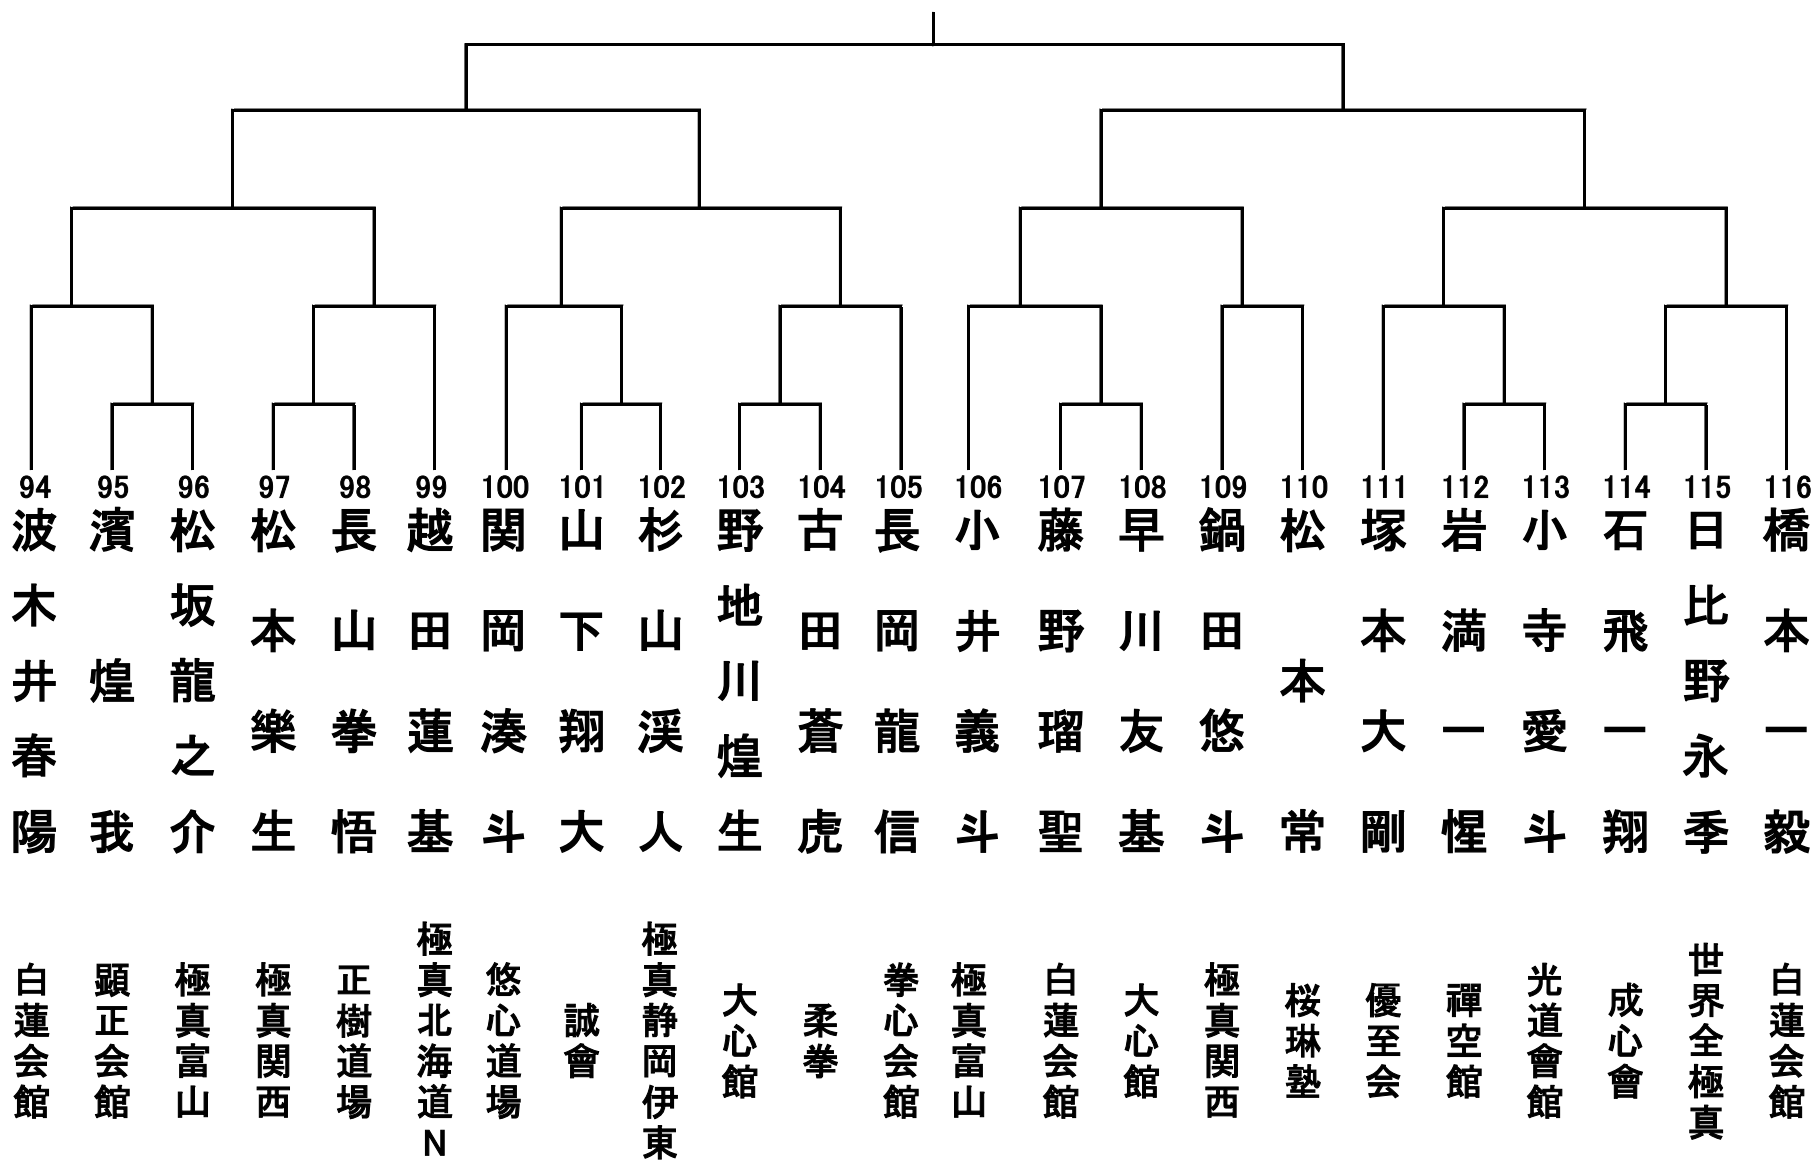 94 波木井春陽 白蓮会館
95 濱煌我 顕正会館
96 松坂龍之介 極真富山
97 松本樂生 極真関西
98 長山拳悟 正樹道場
99 越田蓮基 極真北海道N
100 関岡湊斗 悠心道場
101 山下翔大 誠會
102 杉山渓人 極真静岡伊東
103 野地川煌生 大心館
104 古田蒼虎 柔拳
105 長岡龍信 拳心会館
106 小井義斗 極真富山
107 藤野瑠聖 白蓮会館
108 早川友基 大心館
109 鍋田悠斗 極真関西
110 松本常 桜琳塾
111 塚本大剛 優至会
112 岩満一惺 禪空館
113 小寺愛斗 光道會館
114 石飛一翔 成心會
115 日比野永季 世界全極真
116 橋本一毅 白蓮会館